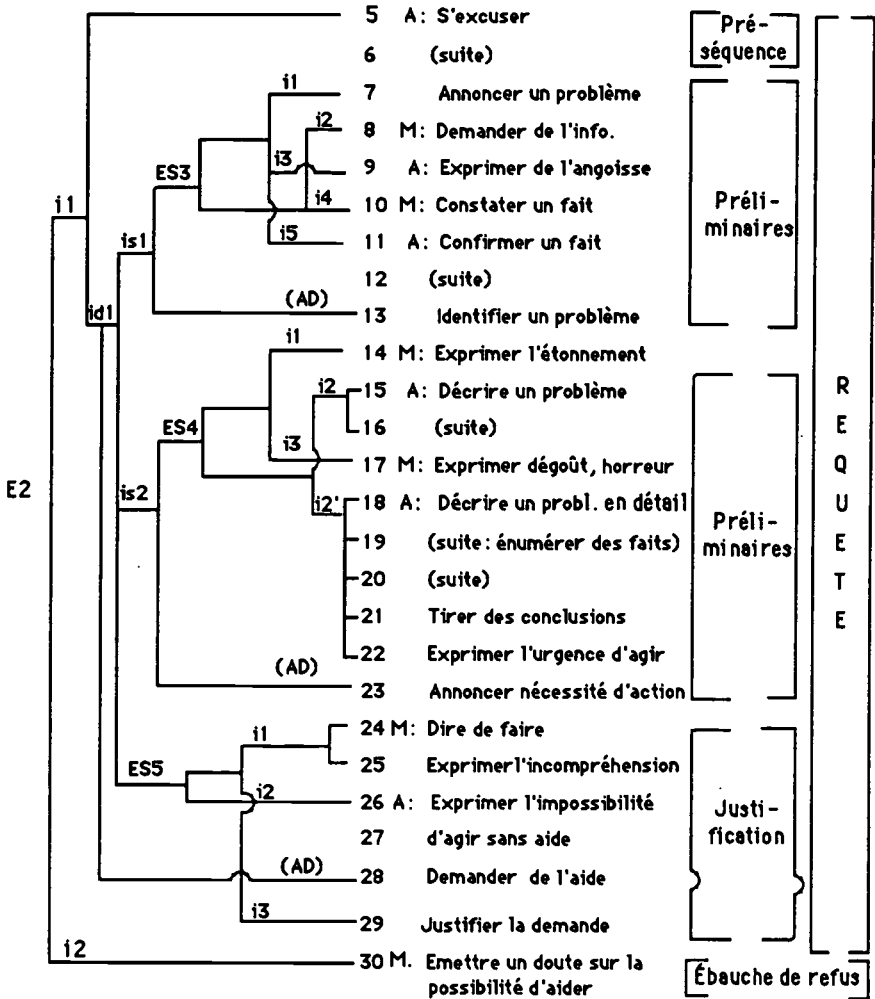 5 A: S'excuser
Pré-
6 (suite)
séquence
i1
7 Annoncer un problème
i2
8 M: Demander de l'info.
i3
9 A: Exprimer de l'angoisse
ES3
i4
10 M: Constater un fait
Préli-
minaires
i1
i5
11 A: Confirmer un fait
is1
12 (suite)
(AD)
id1
13 Identifier un problème
i1
14 M: Exprimer l'étonnement
i2
15 A: Décrire un problème
16 (suite)
ES4
i3
17 M: Exprimer dégoût, horreur
E2
is2
i2'
18 A: Décrire un probl. en détail
19 (suite: énumérer des faits)
Préli-
minaires
20 (suite)
21 Tirer des conclusions
22 Exprimer l'urgence d'agir
(AD)
23 Annoncer nécessité d'action
R
E
Q
U
E
T
E
i1
24 M: Dire de faire
25 Exprimer l'incompréhension
ES5
i2
26 A: Exprimer l'impossibilité
Justi-
fication
27 d'agir sans aide
(AD)
28 Demander de l'aide
i3
29 Justifier la demande
i2
30 M. Emettre un doute sur la
possibilité d'aider
Ébauche de refus